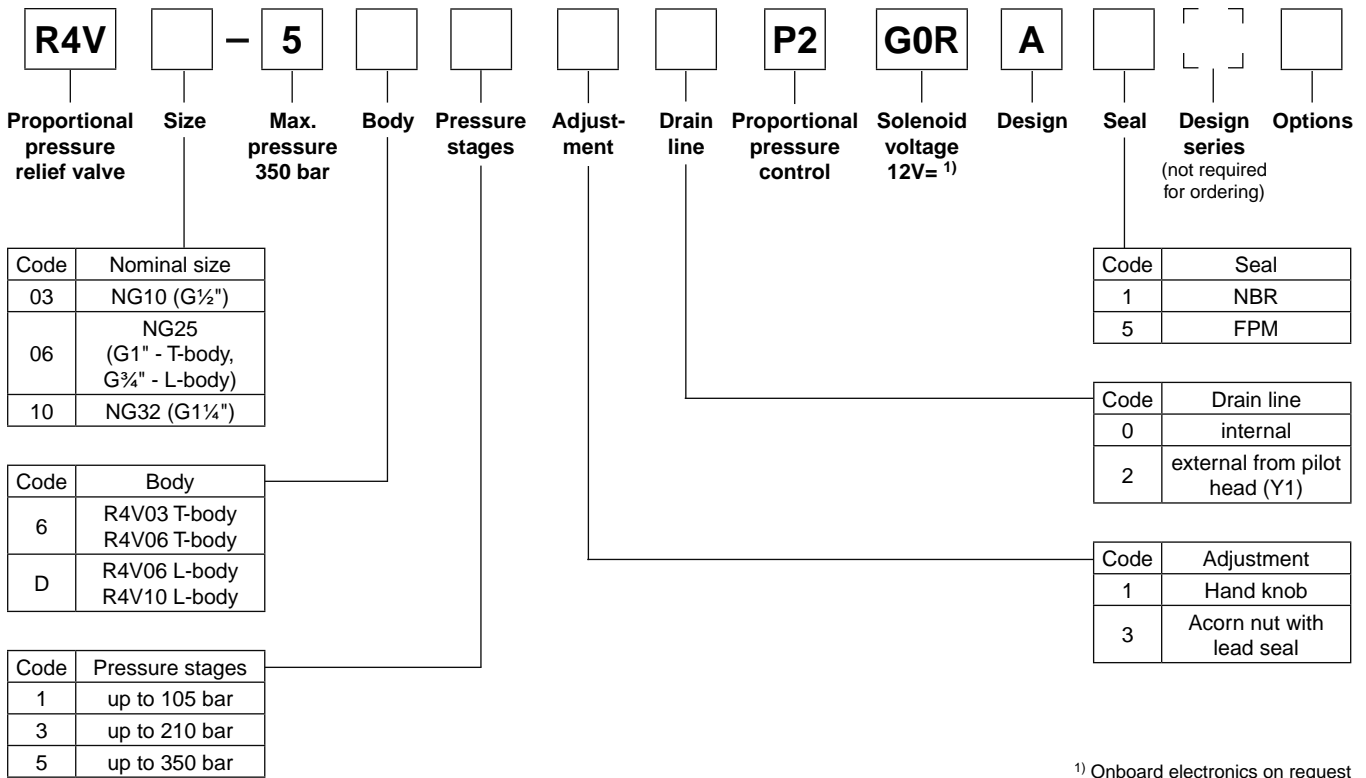 R4V – 5 P2 G0R A
Proportional pressure relief valve
Size
Max. pressure 350 bar
Body
Pressure stages
Adjust-ment
Drain line
Proportional pressure control
Solenoid voltage 12V= 1)
Design
Seal
Design series (not required for ordering)
Options
Code Nominal size
03 NG10 (G½")
06 NG25 (G1" - T-body, G¾" - L-body)
10 NG32 (G1¼")
Code Body
6 R4V03 T-body
R4V06 T-body
D R4V06 L-body
R4V10 L-body
Code Pressure stages
1 up to 105 bar
3 up to 210 bar
5 up to 350 bar
Code Seal
1 NBR
5 FPM
Code Drain line
0 internal
2 external from pilot head (Y1)
Code Adjustment
1 Hand knob
3 Acorn nut with lead seal
1) Onboard electronics on request